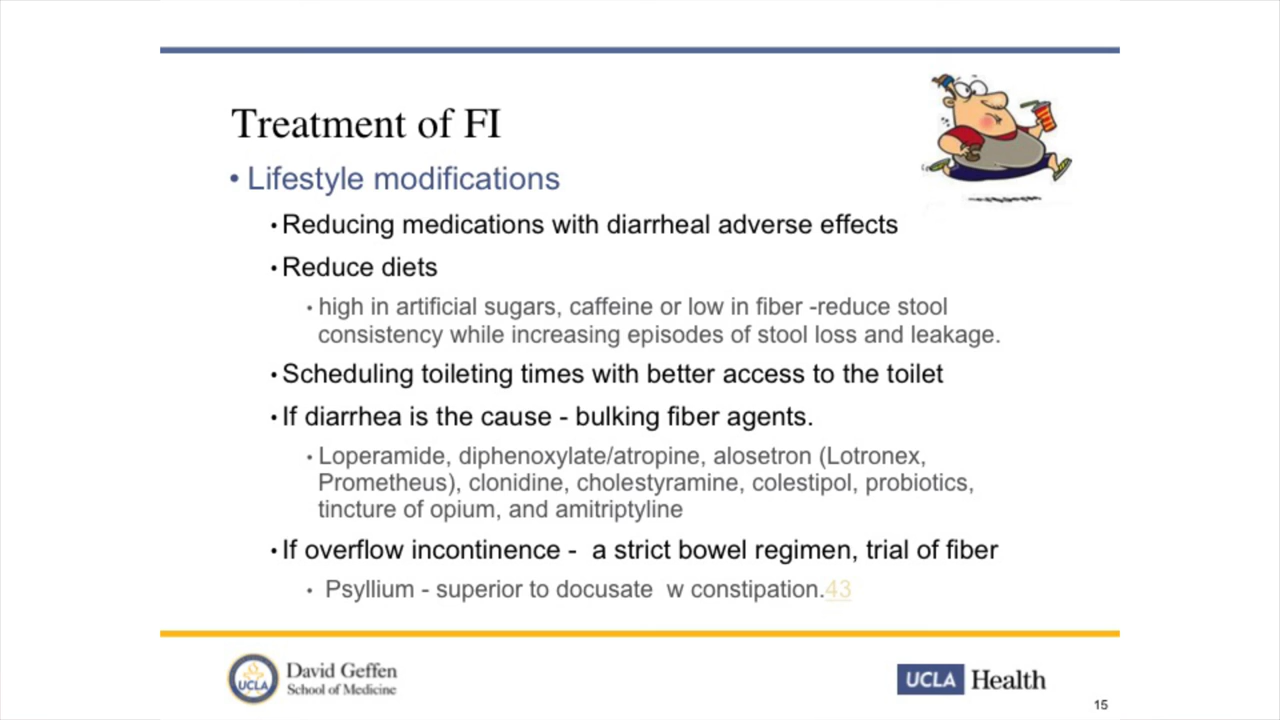 Treatment of FI
• Lifestyle modifications
• Reducing medications with diarrheal adverse effects
• Reduce diets
• high in artificial sugars, caffeine or low in fiber -reduce stool
consistency while increasing episodes of stool loss and leakage.
• Scheduling toileting times with better access to the toilet
• If diarrhea is the cause - bulking fiber agents.
• Loperamide, diphenoxylate/atropine, alosetron (Lotronex,
Prometheus), clonidine, cholestyramine, colestipol, probiotics,
tincture of opium, and amitriptyline
• If overflow incontinence - a strict bowel regimen, trial of fiber
• Psyllium - superior to docusate w constipation.43
UCLA
David Geffen
School of Medicine
UCLA Health
15